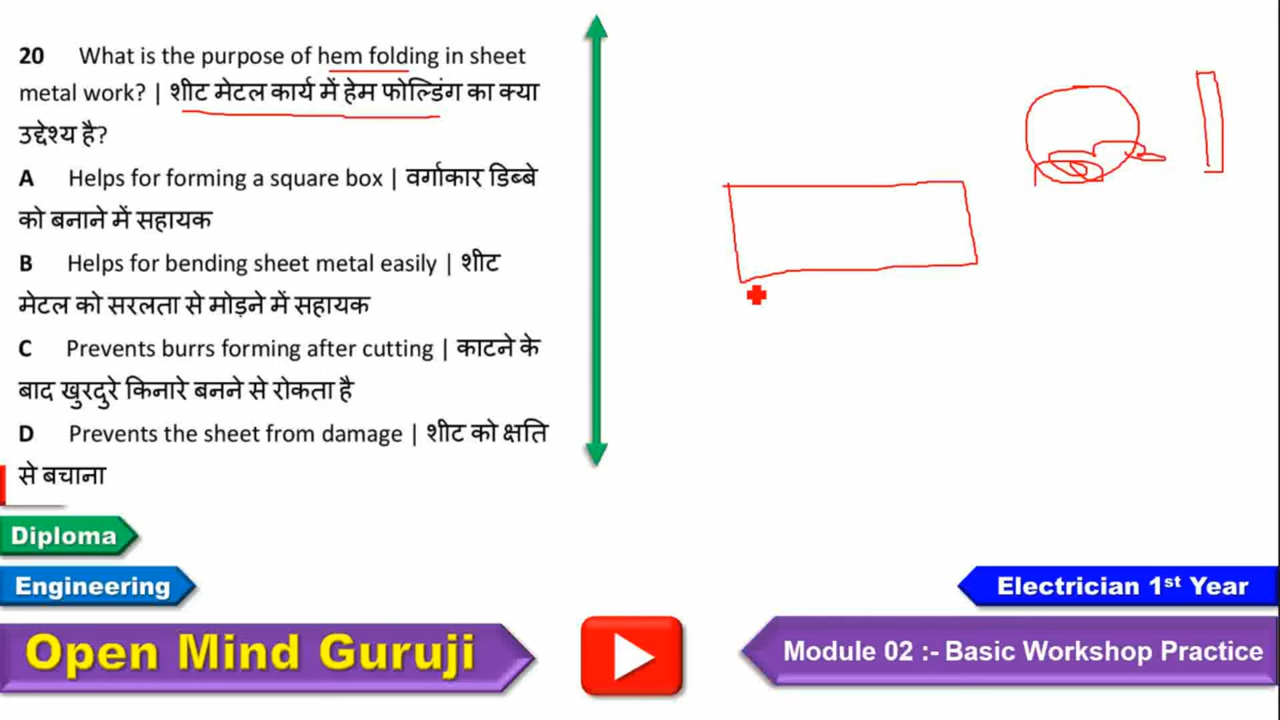 20 What is the purpose of hem folding in sheet
metal work? | शीट मेटल कार्य में हेम फोल्डिंग का क्या
उद्देश्य है?
A Helps for forming a square box | वर्गाकार डिब्बे
को बनाने में सहायक
B Helps for bending sheet metal easily | शीट
मेटल को सरलता से मोड़ने में सहायक
C Prevents burrs forming after cutting | काटने के
बाद खुरदुरे किनारे बनने से रोकता है
D Prevents the sheet from damage | शीट को क्षति
से बचाना
Diploma
Engineering
Electrician 1st Year
Open Mind Guruji
Module 02 :- Basic Workshop Practice